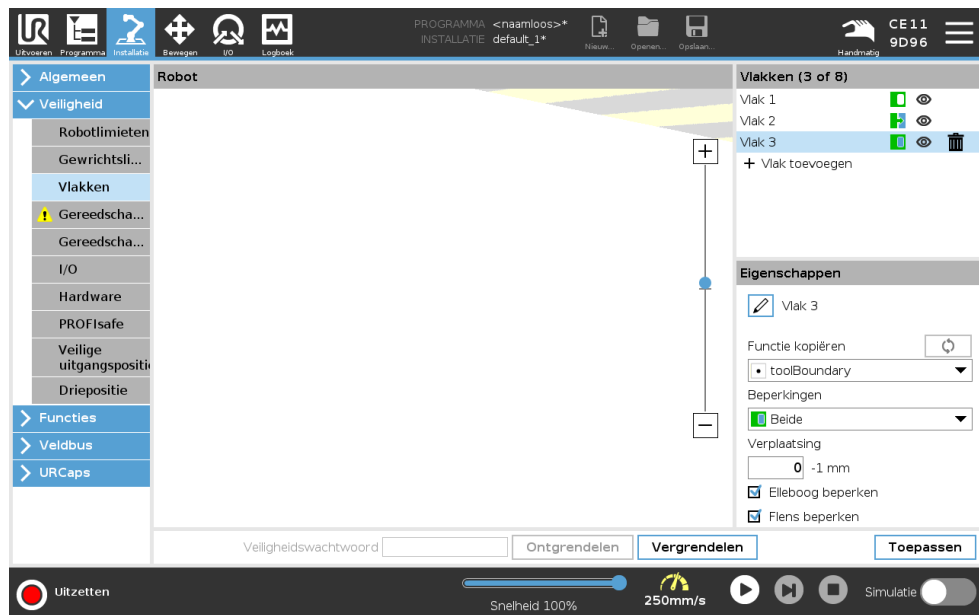 PROGRAMMA <naamloos>*
INSTALLATIE default_1*
Uitvoeren Programma Installatie Bewegen I/O Logboek
Nieuw... Openen... Opslaan...
Handmatig
CE11
9D96
Algemeen
Veiligheid
Robotlimieten
Gewrichtsli...
Vlakken
Gereedscha...
Gereedscha...
I/O
Hardware
PROFIsafe
Veilige
uitgangspositi
Driepositie
Functies
Veldbus
URCaps
Robot
Vlakken (3 of 8)
Vlak 1
Vlak 2
Vlak 3
+ Vlak toevoegen
Eigenschappen
Vlak 3
Functie kopiëren
toolBoundary
Beperkingen
Beide
Verplaatsing
0 -1 mm
Elleboog beperken
Flens beperken
Veiligheidswachtwoord Ontgrendelen Vergrendelen Toepassen
Uitzetten
Snelheid 100%
250mm/s
Simulatie